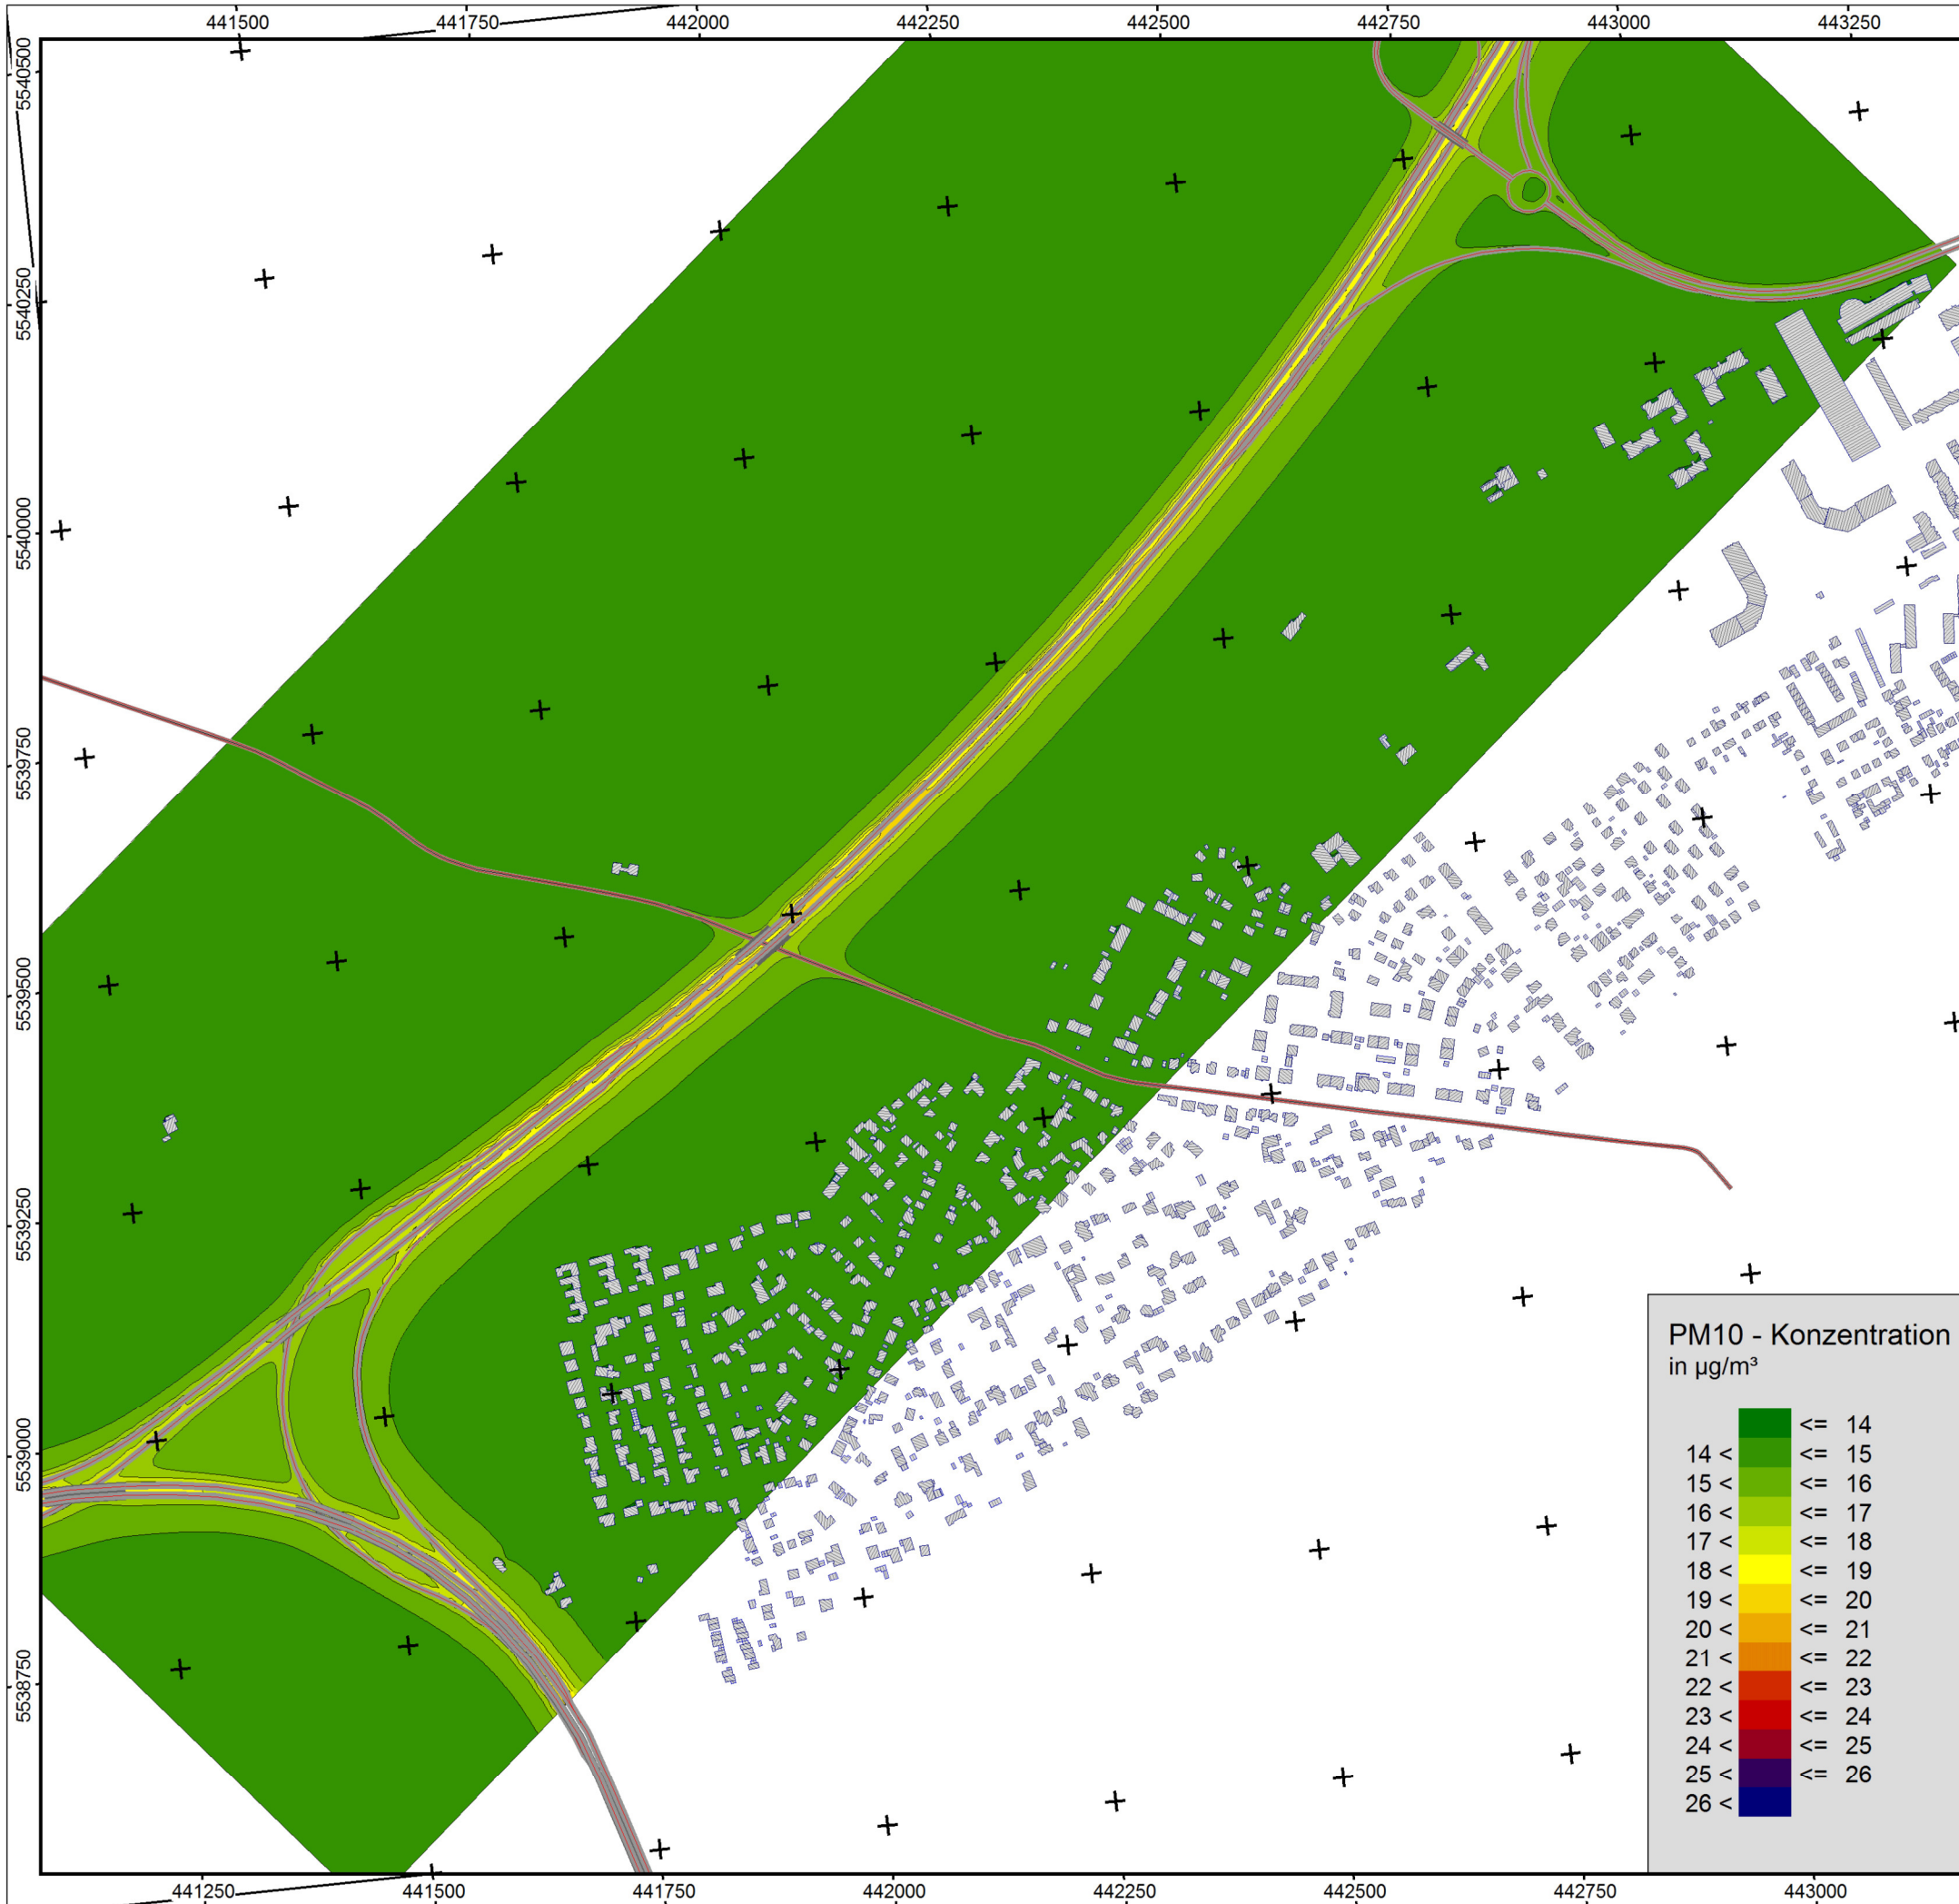 441500 441750 442000 442250 442500 442750 443000 443250
5540500
5540250
5540000
5539750
5539500
5539250
5539000
5538750
PM10 - Konzentration
in µg/m³
<= 14
14 < <= 15
15 < <= 16
16 < <= 17
17 < <= 18
18 < <= 19
19 < <= 20
20 < <= 21
21 < <= 22
22 < <= 23
23 < <= 24
24 < <= 25
25 < <= 26
26 <
441250 441500 441750 442000 442250 442500 442750 443000